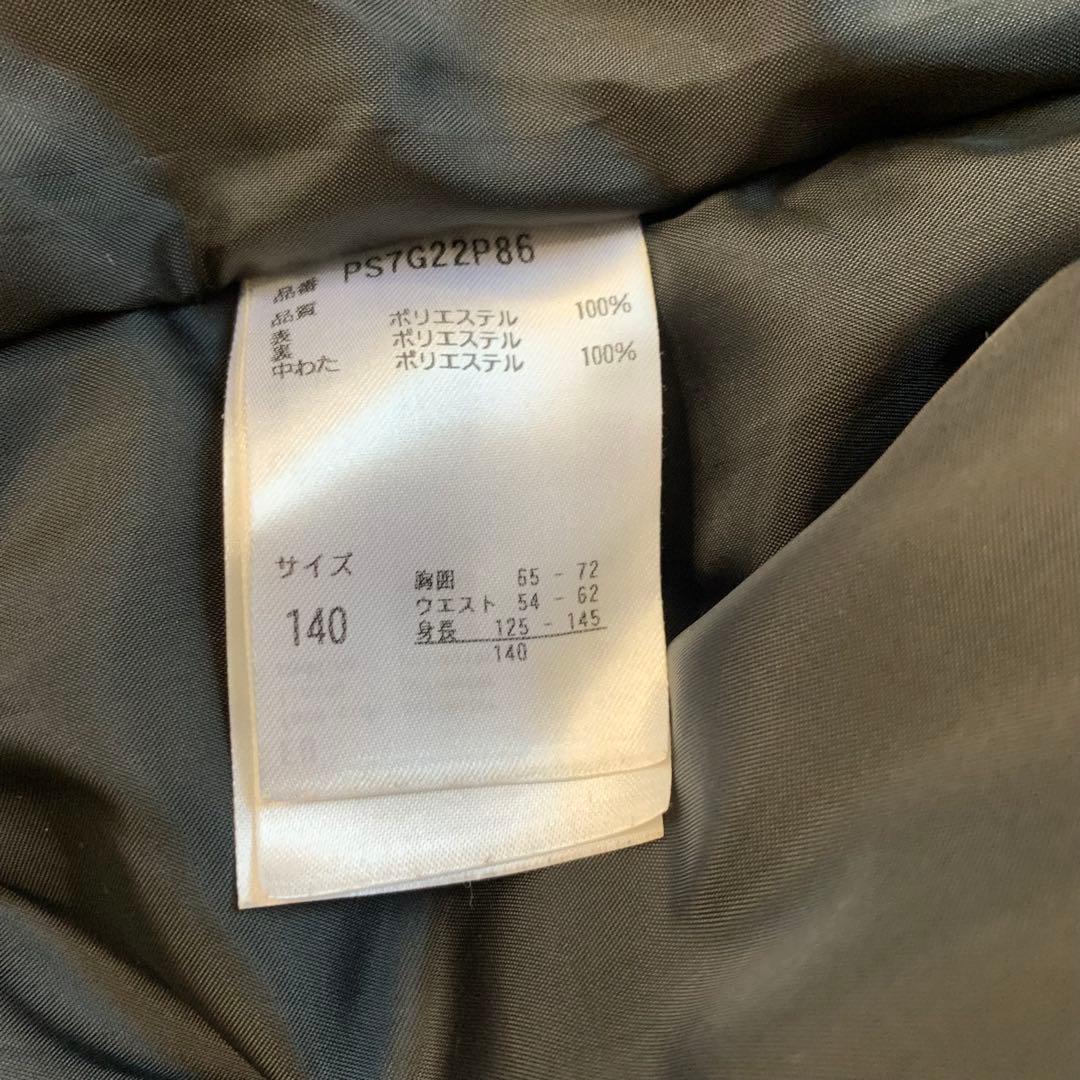 品番 PS7G22P86
品質
表 ポリエステル 100%
裏 ポリエステル
中わた ポリエステル 100%
サイズ
140
胸囲 65 - 72
ウエスト 54 - 62
身長 125 - 145
140